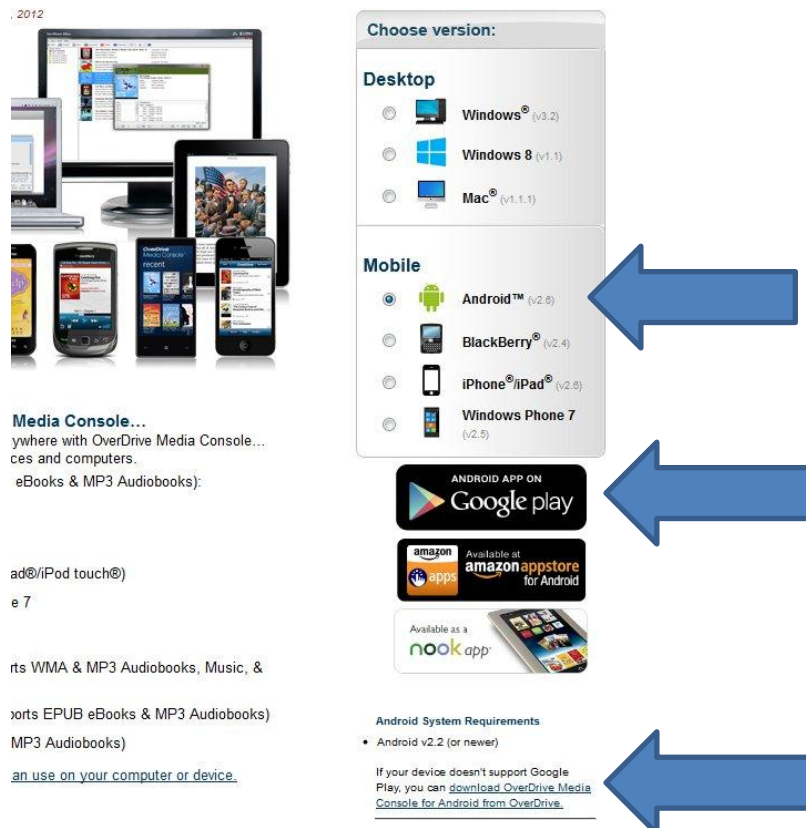 , 2012
Media Console...
ywhere with OverDrive Media Console...
ces and computers.
eBooks & MP3 Audiobooks):
ad®/iPod touch®)
e 7
rts WMA & MP3 Audiobooks, Music, &
orts EPUB eBooks & MP3 Audiobooks)
MP3 Audiobooks)
an use on your computer or device.
Choose version:
Desktop
Windows® (v3.2)
Windows 8 (v1.1)
Mac® (v1.1.1)
Mobile
Android™ (v2.6)
BlackBerry® (v2.4)
iPhone®/iPad® (v2.6)
Windows Phone 7
(v2.5)
ANDROID APP ON
Google play
amazon
apps
Available at
amazon appstore
for Android
Available as a
nook app
Android System Requirements
• Android v2.2 (or newer)
If your device doesn't support Google
Play, you can download OverDrive Media
Console for Android from OverDrive.
OverDrive
Media Console
recent